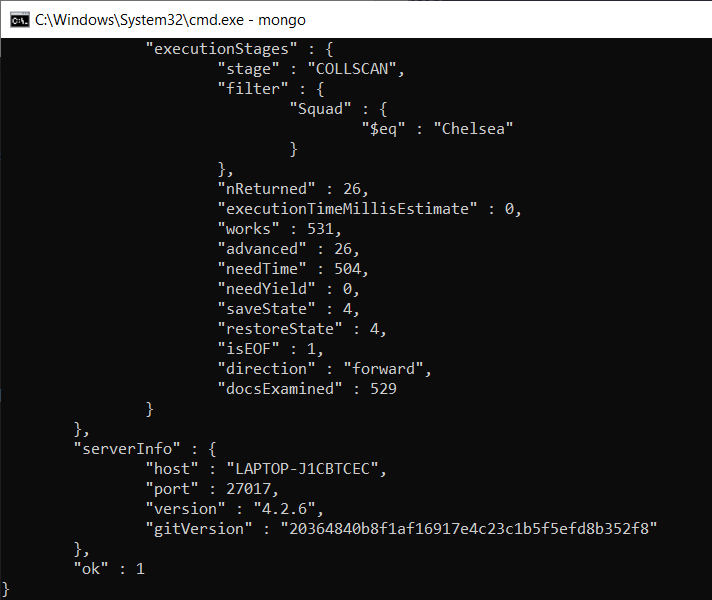 C:\Windows\System32\cmd.exe - mongo
"executionStages" : {
"stage" : "COLLSCAN",
"filter" : {
"Squad" : {
"$eq" : "Chelsea"
}
},
"nReturned" : 26,
"executionTimeMillisEstimate" : 0,
"works" : 531,
"advanced" : 26,
"needTime" : 504,
"needYield" : 0,
"saveState" : 4,
"restoreState" : 4,
"isEOF" : 1,
"direction" : "forward",
"docsExamined" : 529
}
},
"serverInfo" : {
"host" : "LAPTOP-J1CBTCEC",
"port" : 27017,
"version" : "4.2.6",
"gitVersion" : "20364840b8f1af16917e4c23c1b5f5efd8b352f8"
},
"ok" : 1
}